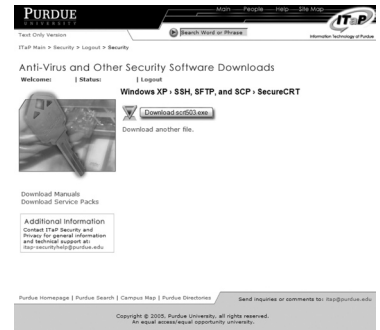 PURDUE
UNIVERSITY
Main People Help Site Map
ITaP
Information Technology at Purdue
Text Only Version
Search Word or Phrase
ITaP Main > Security > Logout > Security
Anti-Virus and Other Security Software Downloads
Welcome: | Status: | Logout
Windows XP › SSH, SFTP, and SCP › SecureCRT
Download scrt503.exe
Download another file.
Download Manuals
Download Service Packs
Additional Information
Contact ITaP Security and
Privacy for general information
and technical support at:
itap-securityhelp@purdue.edu
Purdue Homepage | Purdue Search | Campus Map | Purdue Directories
Send inquiries or comments to: itap@purdue.edu
Copyright © 2005, Purdue University, all rights reserved.
An equal access/equal opportunity university.